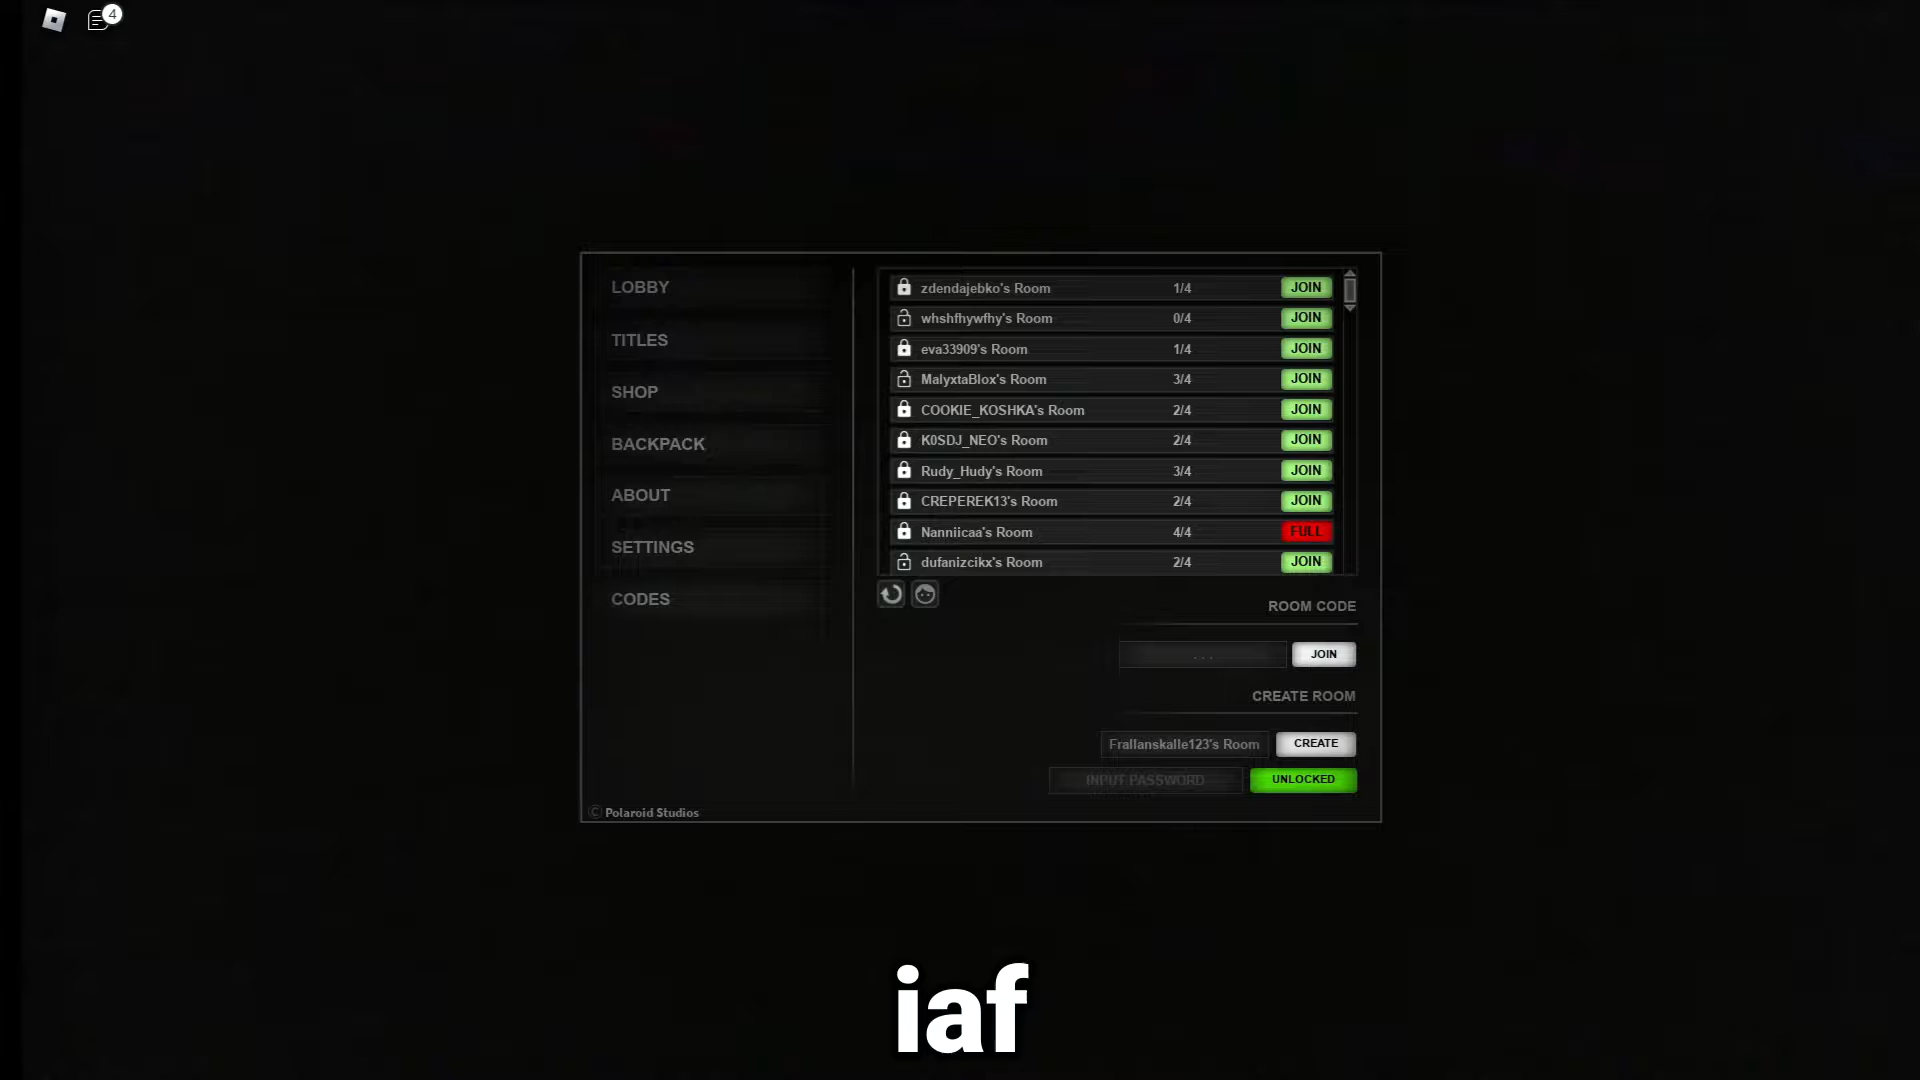 4
LOBBY
TITLES
SHOP
BACKPACK
ABOUT
SETTINGS
CODES
zdendajebko's Room 1/4 JOIN
whshfhywfhy's Room 0/4 JOIN
eva33909's Room 1/4 JOIN
MalyxtaBlox's Room 3/4 JOIN
COOKIE_KOSHKA's Room 2/4 JOIN
K0SDJ_NEO's Room 2/4 JOIN
Rudy_Hudy's Room 3/4 JOIN
CREPEREK13's Room 2/4 JOIN
Nanniicaa's Room 4/4 FULL
dufanizcikx's Room 2/4 JOIN
ROOM CODE
... JOIN
CREATE ROOM
Frallanskalle123's Room CREATE
INPUT PASSWORD UNLOCKED
© Polaroid Studios
iaf